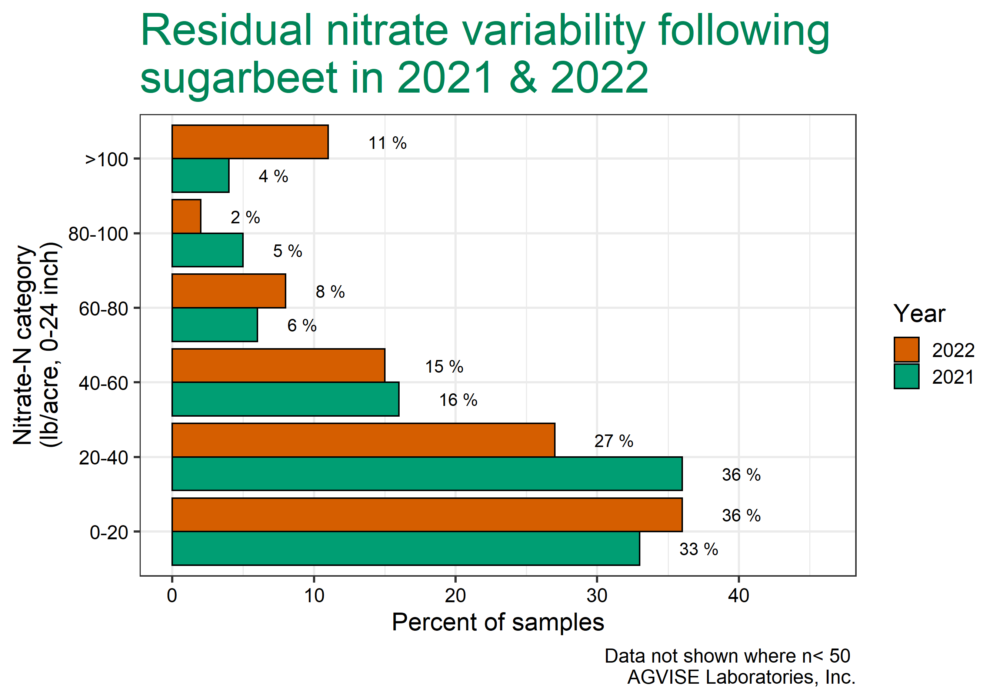 Residual nitrate variability following
sugarbeet in 2021 & 2022
Nitrate-N category
(lb/acre, 0-24 inch)
>100
11 %
4 %
80-100
2 %
5 %
60-80
8 %
6 %
40-60
15 %
16 %
20-40
27 %
36 %
0-20
36 %
33 %
0 10 20 30 40
Percent of samples
Year
2022
2021
Data not shown where n< 50
AGVISE Laboratories, Inc.